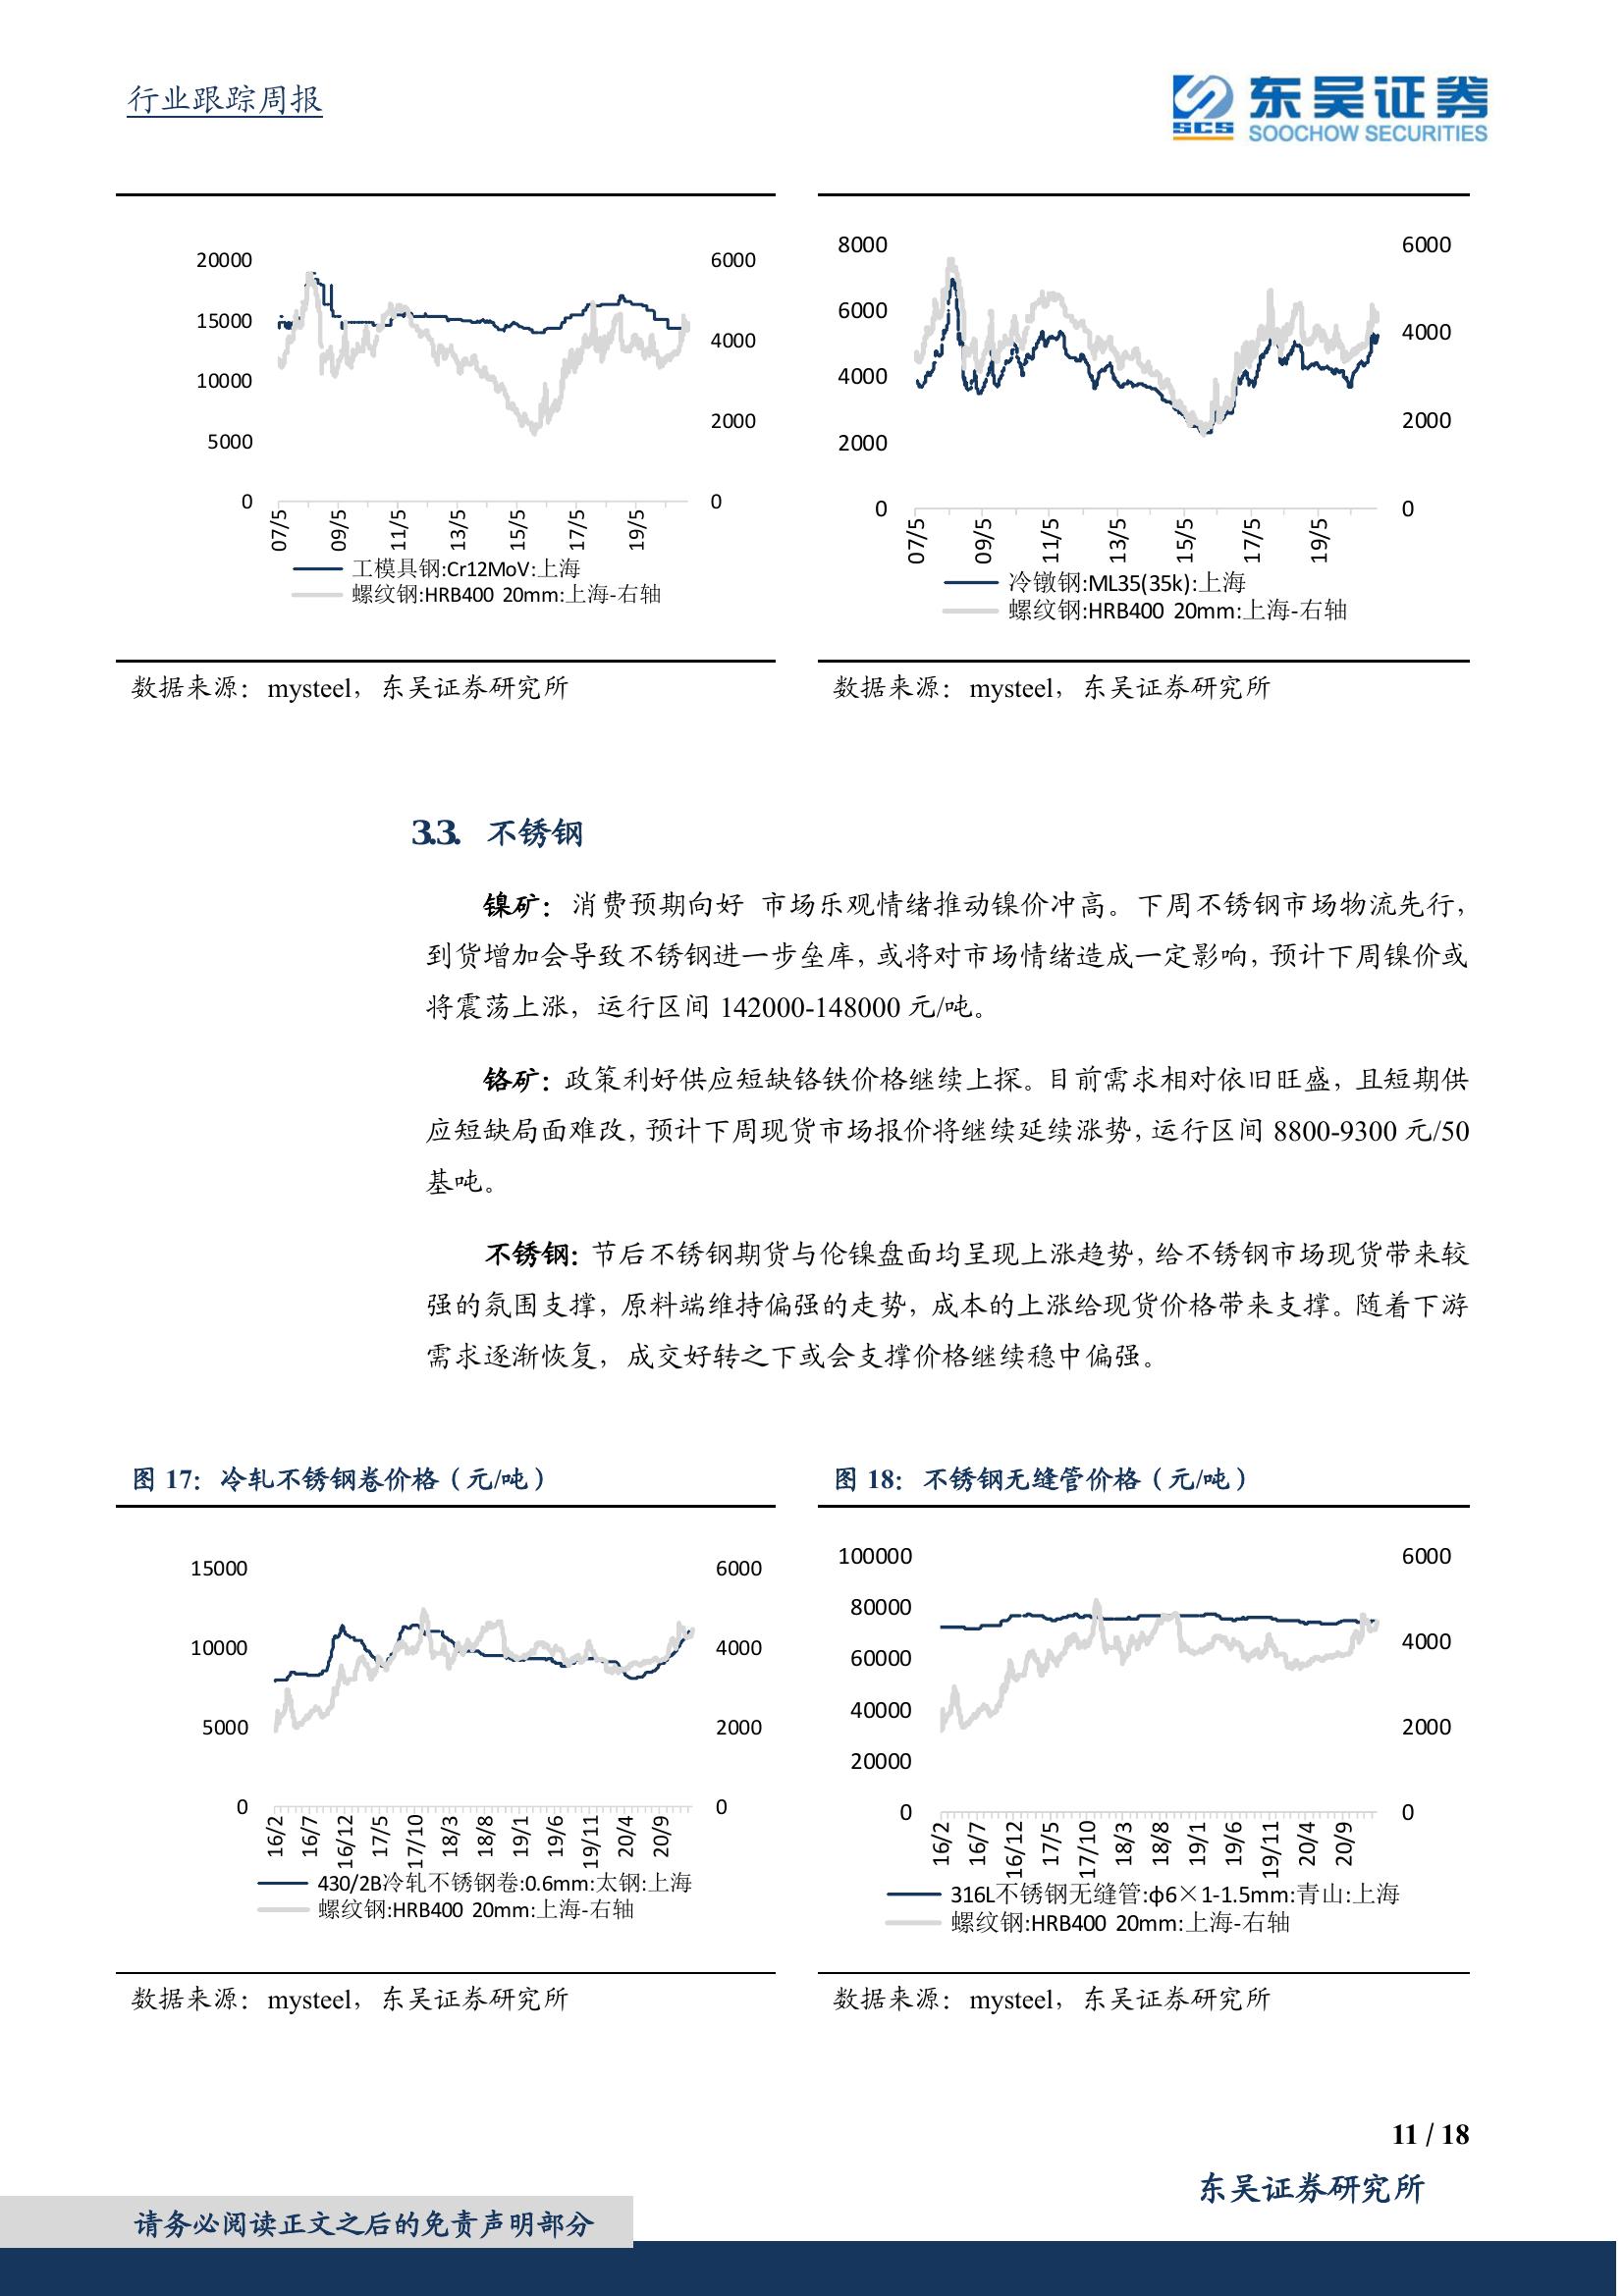 行业跟踪周报
SCS
东吴证券
SOOCHOW SECURITIES
20000
15000
10000
5000
0
6000
4000
2000
0
07/5
09/5
11/5
13/5
15/5
17/5
19/5
工模具钢:Cr12MoV:上海
螺纹钢:HRB400 20mm:上海-右轴
8000
6000
4000
2000
0
6000
4000
2000
0
07/5
09/5
11/5
13/5
15/5
17/5
19/5
冷镦钢:ML35(35k):上海
螺纹钢:HRB400 20mm:上海-右轴
数据来源：mysteel，东吴证券研究所
数据来源：mysteel，东吴证券研究所
3.3. 不锈钢
镍矿：消费预期向好 市场乐观情绪推动镍价冲高。下周不锈钢市场物流先行，
到货增加会导致不锈钢进一步垒库，或将对市场情绪造成一定影响，预计下周镍价或
将震荡上涨，运行区间 142000-148000 元/吨。
铬矿：政策利好供应短缺铬铁价格继续上探。目前需求相对依旧旺盛，且短期供
应短缺局面难改，预计下周现货市场报价将继续延续涨势，运行区间 8800-9300 元/50
基吨。
不锈钢：节后不锈钢期货与伦镍盘面均呈现上涨趋势，给不锈钢市场现货带来较
强的氛围支撑，原料端维持偏强的走势，成本的上涨给现货价格带来支撑。随着下游
需求逐渐恢复，成交好转之下或会支撑价格继续稳中偏强。
图 17：冷轧不锈钢卷价格（元/吨）
图 18：不锈钢无缝管价格（元/吨）
15000
10000
5000
0
6000
4000
2000
0
16/2
16/7
16/12
17/5
17/10
18/3
18/8
19/1
19/6
19/11
20/4
20/9
430/2B冷轧不锈钢卷:0.6mm:太钢:上海
螺纹钢:HRB400 20mm:上海-右轴
100000
80000
60000
40000
20000
0
6000
4000
2000
0
16/2
16/7
16/12
17/5
17/10
18/3
18/8
19/1
19/6
19/11
20/4
20/9
316L不锈钢无缝管:φ6×1-1.5mm:青山:上海
螺纹钢:HRB400 20mm:上海-右轴
数据来源：mysteel，东吴证券研究所
数据来源：mysteel，东吴证券研究所
11 / 18
东吴证券研究所
请务必阅读正文之后的免责声明部分